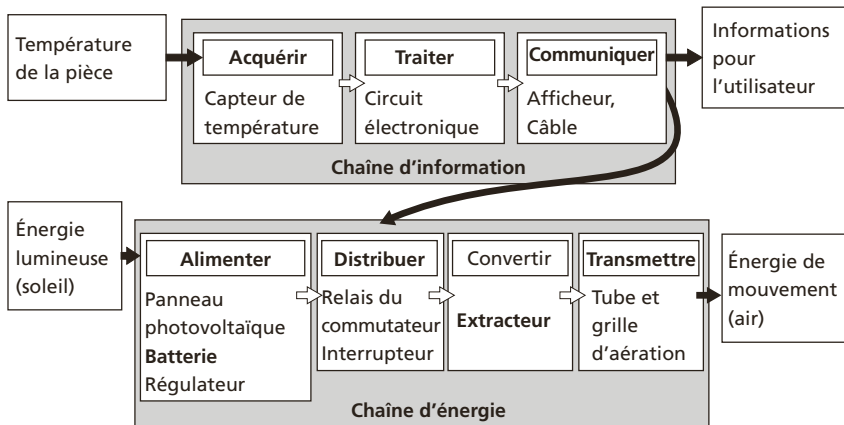 Température
de la pièce
Acquérir
Capteur de
température
Traiter
Circuit
électronique
Communiquer
Afficheur,
Câble
Informations
pour
l'utilisateur
Chaîne d'information
Énergie
lumineuse
(soleil)
Alimenter
Panneau
photovoltaïque
Batterie
Régulateur
Distribuer
Relais du
commutateur
Interrupteur
Convertir
Extracteur
Transmettre
Tube et
grille
d'aération
Énergie de
mouvement
(air)
Chaîne d'énergie